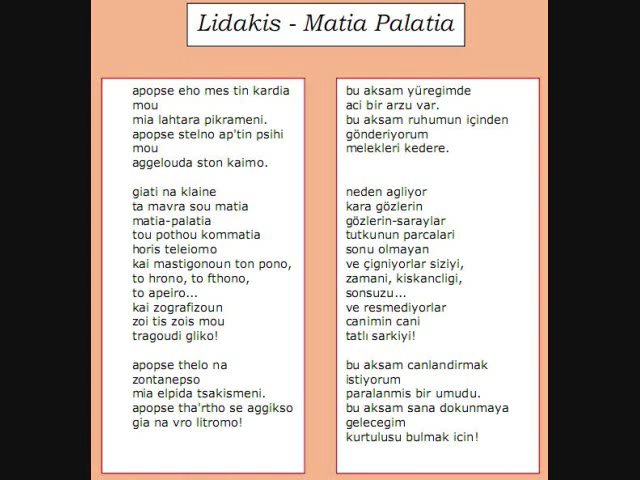 Lidakis - Matia Palatia
apopse eho mes tin kardia
mou
mia lahtara pikrameni.
apopse stelno ap'tin psihi
mou
aggelouda ston kaimo.
giati na klaine
ta mavra sou matia
matia-palatia
tou pothou kommatia
horis teleiomo
kai mastigonoun ton pono,
to hrono, to fthono,
to apeiro...
kai zografizoun
zoi tis zois mou
tragoudi gliko!
apopse thelo na
zontanepso
mia elpida tsakismeni.
apopse tha'rtho se aggikso
gia na vro litromo!
bu aksam yüregimde
aci bir arzu var.
bu aksam ruhumun içinden
gönderiyorum
melekleri kedere.
neden agliyor
kara gözlerin
gözlerin-saraylar
tutkunun parcalari
sonu olmayan
ve çigniyorlar siziyi,
zamani, kiskancligi,
sonsuzu...
ve resmediyorlar
canimin cani
tatlı sarkiyi!
bu aksam canlandirmak
istiyorum
paralanmis bir umudu.
bu aksam sana dokunmaya
gelecegim
kurtulusu bulmak icin!